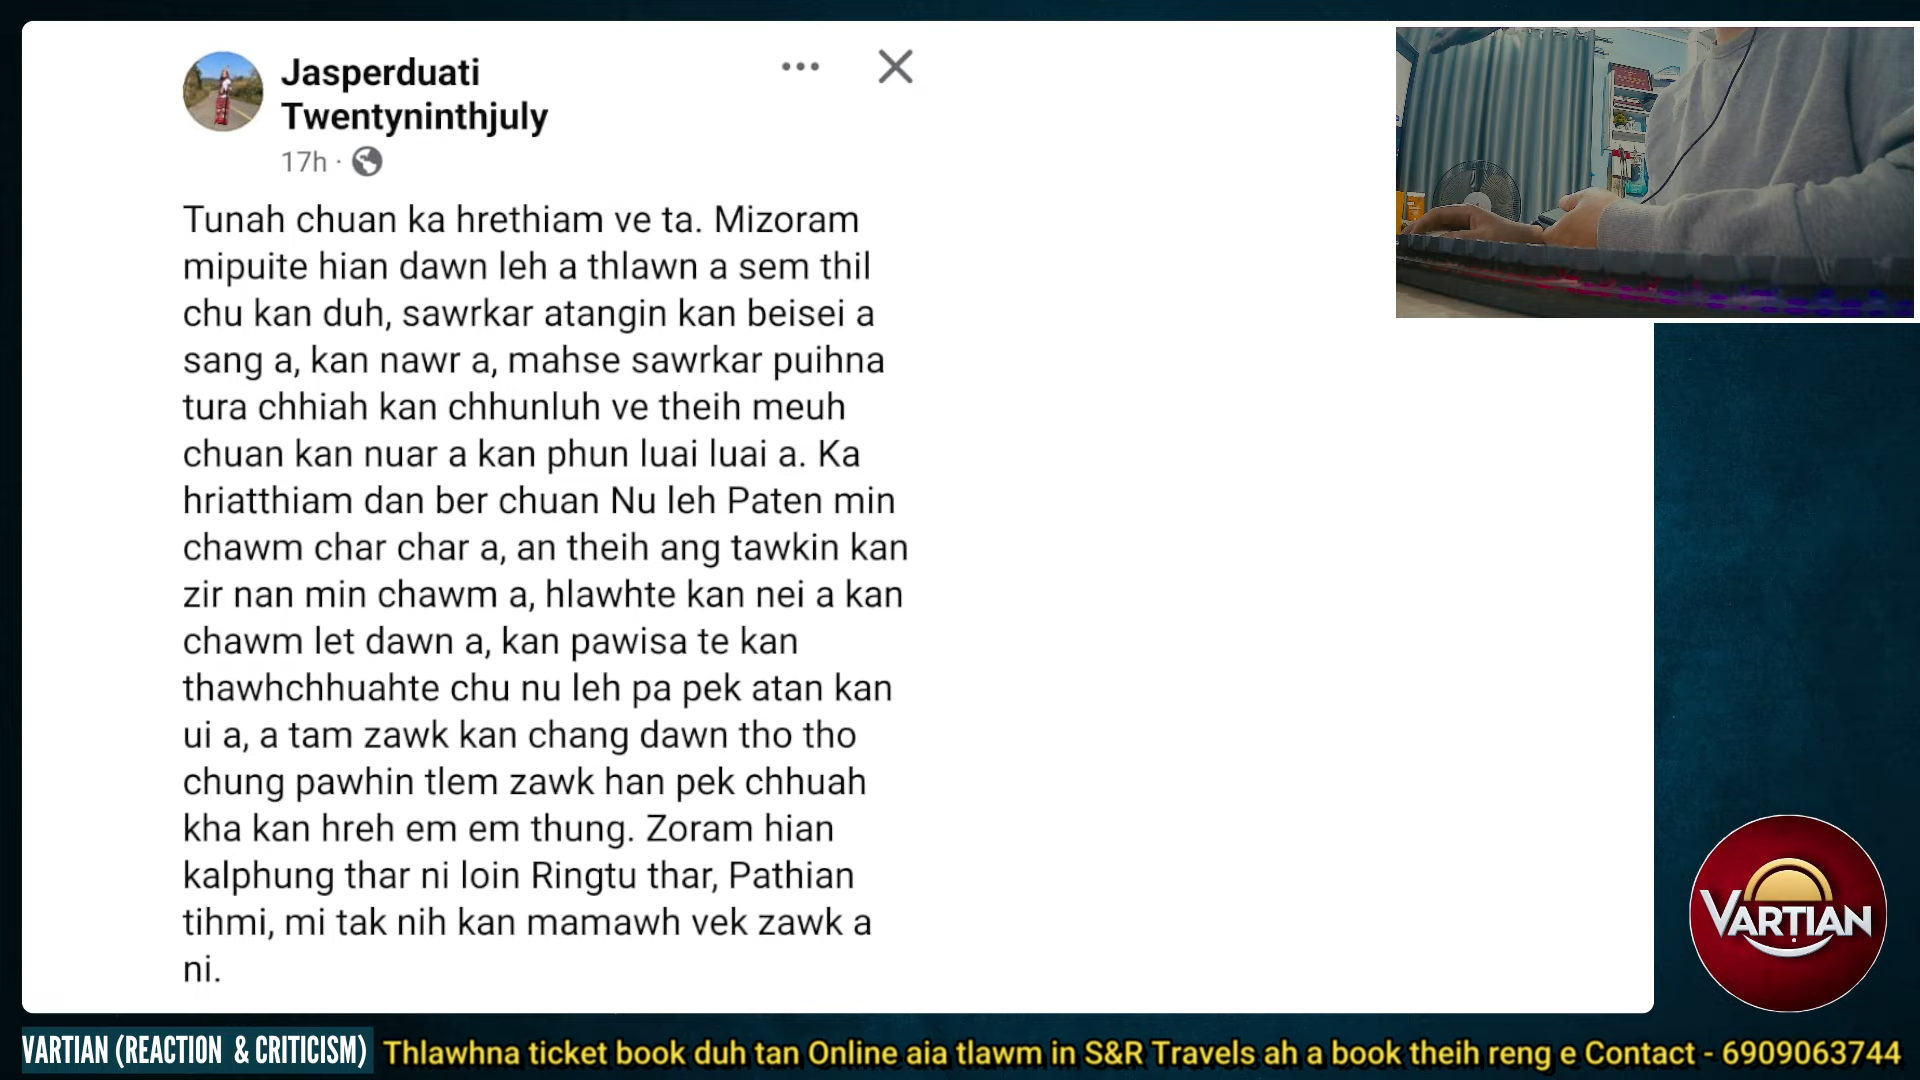 Jasperduati
Twentyninthjuly
17h ·
Tunah chuan ka hrethiam ve ta. Mizoram
mipuite hian dawn leh a thlawn a sem thil
chu kan duh, sawrkar atangin kan beisei a
sang a, kan nawr a, mahse sawrkar puihna
tura chhiah kan chhunluh ve theih meuh
chuan kan nuar a kan phun luai luai a. Ka
hriatthiam dan ber chuan Nu leh Paten min
chawm char char a, an theih ang tawkin kan
zir nan min chawm a, hlawhte kan nei a kan
chawm let dawn a, kan pawisa te kan
thawhchhuahte chu nu leh pa pek atan kan
ui a, a tam zawk kan chang dawn tho tho
chung pawhin tlem zawk han pek chhuah
kha kan hreh em em thung. Zoram hian
kalphung thar ni loin Ringtu thar, Pathian
tihmi, mi tak nih kan mamawh vek zawk a
ni.
VARṬIAN
VARTIAN (REACTION & CRITICISM)
Thlawhna ticket book duh tan Online aia tlawm in S&R Travels ah a book theih reng e Contact - 6909063744